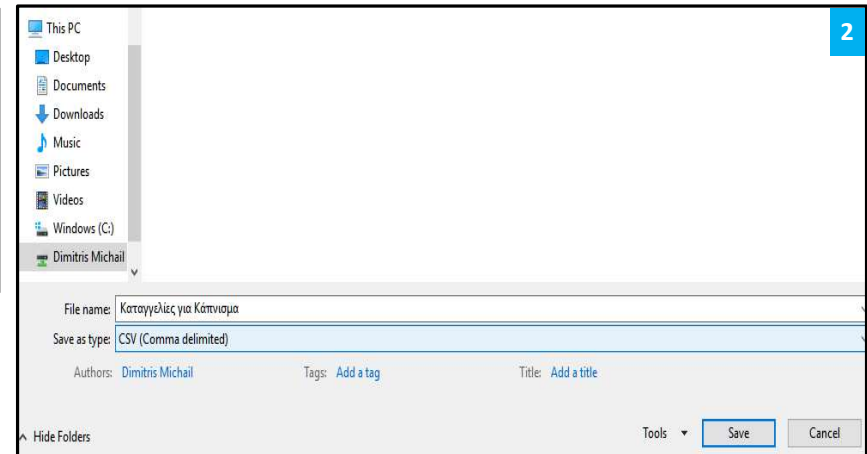 2
This PC
Desktop
Documents
Downloads
Music
Pictures
Videos
Windows (C:)
Dimitris Michail
File name: Καταγγελίες για Κάπνισμα
Save as type: CSV (Comma delimited)
Authors: Dimitris Michail Tags: Add a tag Title: Add a title
Hide Folders Tools Save Cancel